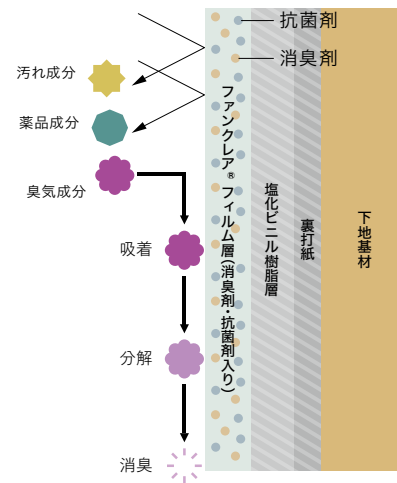 抗菌剤
消臭剤
汚れ成分
薬品成分
臭気成分
吸着
分解
消臭
ファンクレア®フィルム層(消臭剤・抗菌剤入り)
塩化ビニル樹脂層
裏打紙
下地基材